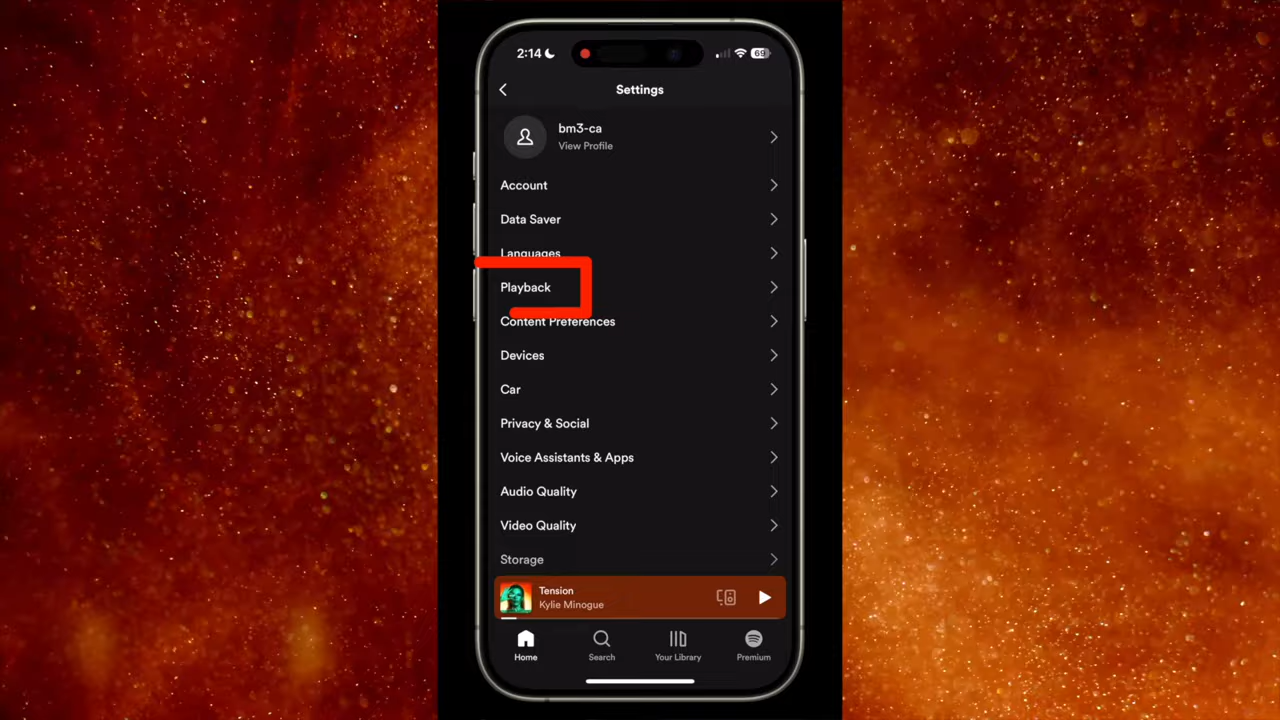 2:14
69
Settings
bm3-ca
View Profile
Account
Data Saver
Languages
Playback
Content Preferences
Devices
Car
Privacy & Social
Voice Assistants & Apps
Audio Quality
Video Quality
Storage
Tension
Kylie Minogue
Home
Search
Your Library
Premium